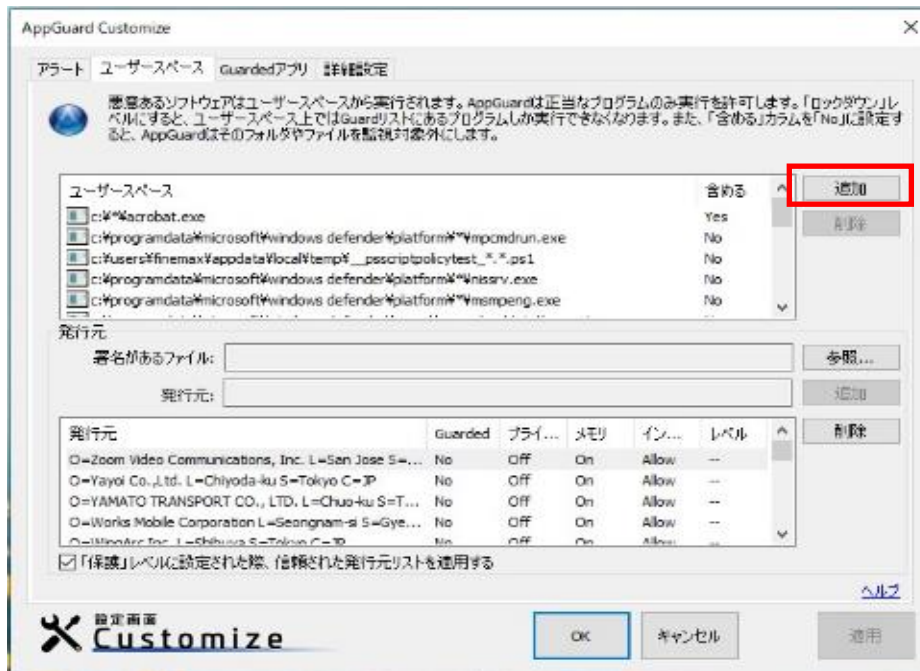 AppGuard Customize
アラート ユーザースペース Guardedアプリ 詳細設定
悪意あるソフトウェアはユーザースペースから実行されます。AppGuardは正当なプログラムのみ実行を許可します。「ロックダウン」レ
ベルにすると、ユーザースペース上ではGuardリストにあるプログラムしか実行できなくなります。また、「含める」カラムを「No」に設定す
ると、AppGuardはそのフォルダやファイルを監視対象外にします。
ユーザースペース 含める 追加
c:¥*¥acrobat.exe Yes 削除
c:¥programdata¥microsoft¥windows defender¥platform¥*¥mpcmdrun.exe No
c:¥users¥finemax¥appdata¥local¥temp¥__psscriptpolicytest_*.*.ps1 No
c:¥programdata¥microsoft¥windows defender¥platform¥*¥nissrv.exe No
c:¥programdata¥microsoft¥windows defender¥platform¥*¥msmpeng.exe No
発行元
署名があるファイル: 参照...
発行元: 追加
発行元 Guarded プライ... メモリ イン... レベル 削除
O=Zoom Video Communications, Inc. L=San Jose S=... No Off On Allow --
O=Yayoi Co.,Ltd. L=Chiyoda-ku S=Tokyo C=JP No Off On Allow --
O=YAMATO TRANSPORT CO., LTD. L=Chuo-ku S=T... No Off On Allow --
O=Works Mobile Corporation L=Seongnam-si S=Gye... No Off On Allow --
O=WingArc Inc. L=Shibuya S=Tokyo C=JP No Off On Allow --
「保護」レベルに設定された際、信頼された発行元リストを適用する
ヘルプ
設定画面
Customize
OK キャンセル 適用